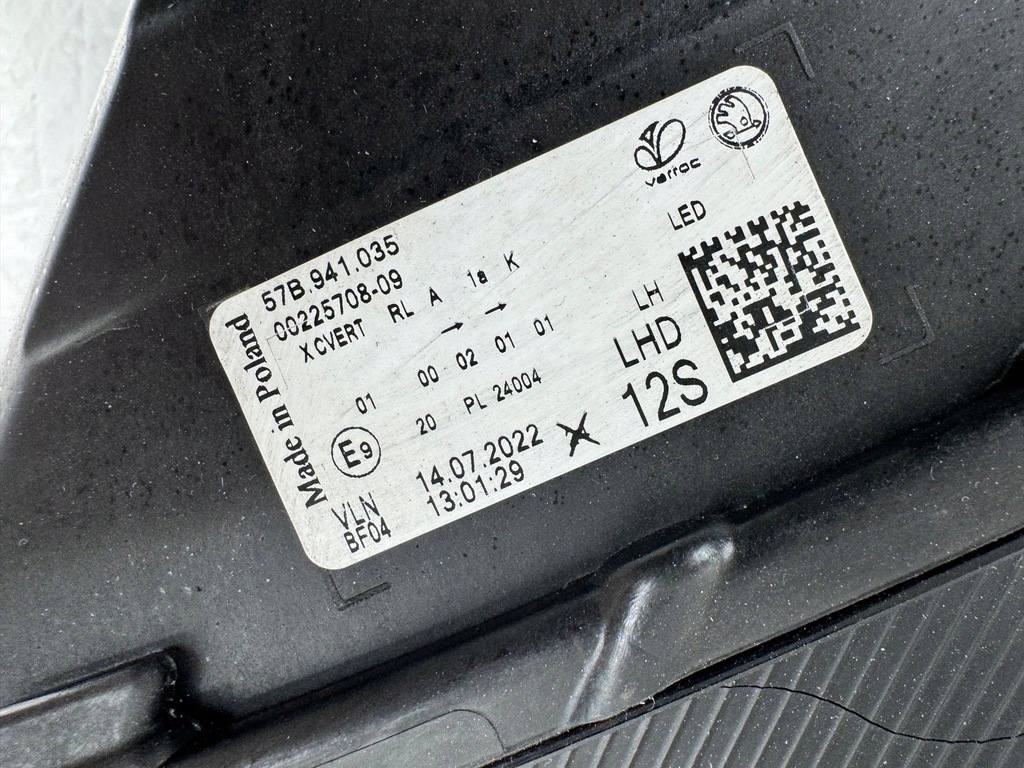 varroc
LED
57B.941.035
00225708-09
XCVERT RL A 1a K
01 00 02 01 01
20 PL 24004
E9
Made in Poland
VLN
BF04
14.07.2022
13:01:29
LH
LHD
12S